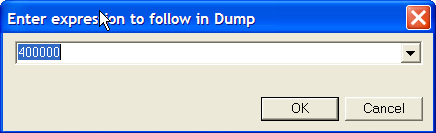 Enter expression to follow in Dump
400000
OK
Cancel